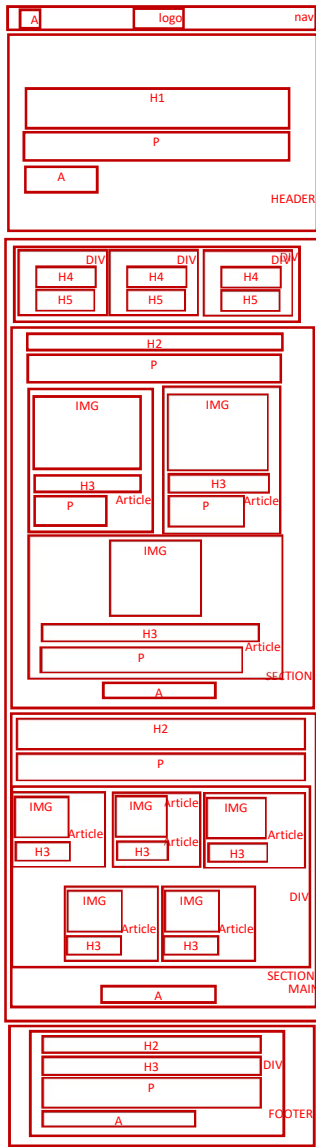 A logo nav
H1
P
A
HEADER
DIV DIV DIV DIV
H4 H4 H4
H5 H5 H5
H2
P
IMG IMG
H3 H3
Article Article
P P
IMG
H3
Article
P
SECTION
A
H2
P
IMG IMG Article IMG
Article Article Article
H3 H3 H3
DIV
IMG IMG
Article Article
H3 H3
SECTION
MAIN
A
H2
H3 DIV
P
FOOTER
A